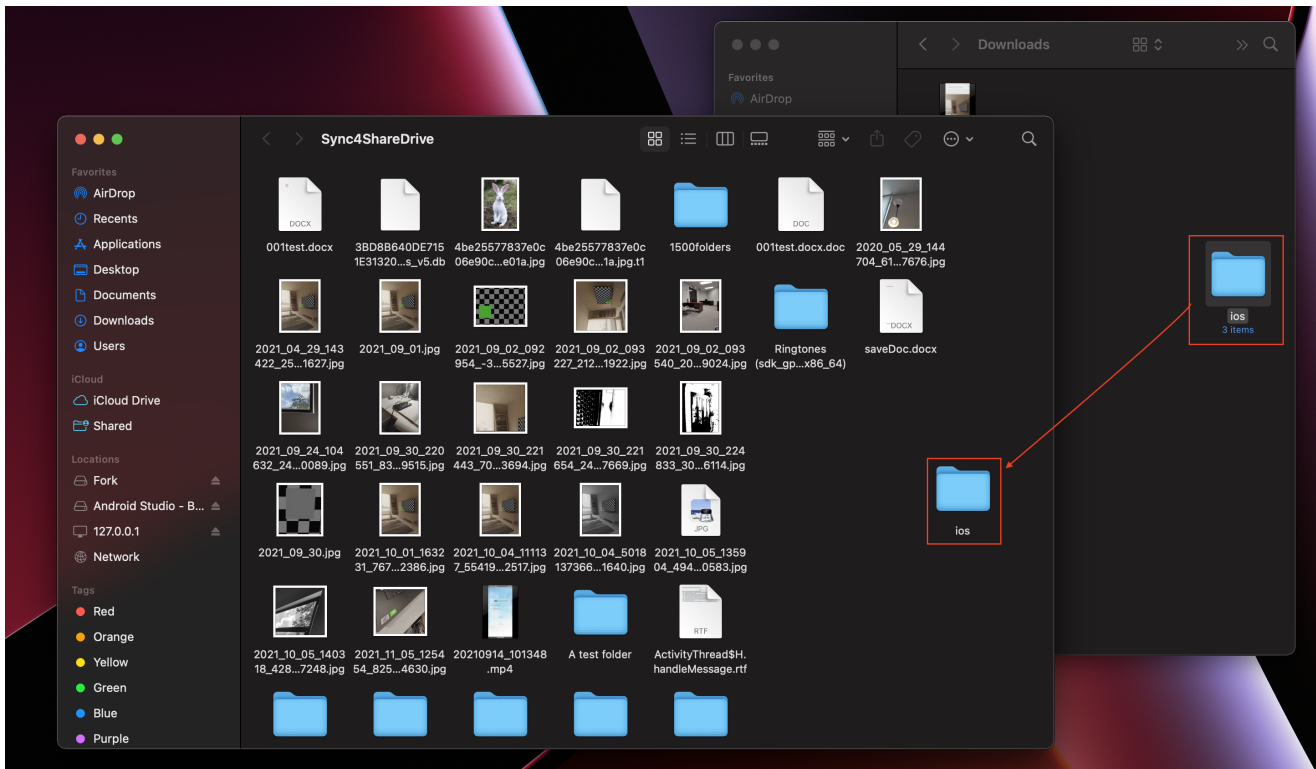 Downloads
Favorites
AirDrop
Sync4ShareDrive
Favorites
AirDrop
Recents
Applications
Desktop
Documents
Downloads
Users
iCloud
iCloud Drive
Shared
Locations
Fork
Android Studio - B...
127.0.0.1
Network
Tags
Red
Orange
Yellow
Green
Blue
Purple
DOCX
DOC
001test.docx
3BD8B640DE715
1E31320...s_v5.db
4be25577837e0c
06e90c...e01a.jpg
4be25577837e0c
06e90c...1a.jpg.t1
1500folders
001test.docx.doc
2020_05_29_144
704_61...7676.jpg
DOCX
2021_04_29_143
422_25...1627.jpg
2021_09_01.jpg
2021_09_02_092
954_-3...5527.jpg
2021_09_02_093
227_212...1922.jpg
2021_09_02_093
540_20...9024.jpg
Ringtones
(sdk_gp...x86_64)
saveDoc.docx
2021_09_24_104
632_24...0089.jpg
2021_09_30_220
551_83...9515.jpg
2021_09_30_221
443_70...3694.jpg
2021_09_30_221
654_24...7669.jpg
2021_09_30_224
833_30...6114.jpg
JPG
2021_09_30.jpg
2021_10_01_1632
31_767...2386.jpg
2021_10_04_11113
7_55419...2517.jpg
2021_10_04_5018
137366...1640.jpg
2021_10_05_1359
04_494...0583.jpg
RTF
2021_10_05_1403
18_428...7248.jpg
2021_11_05_1254
54_825...4630.jpg
20210914_101348
.mp4
A test folder
ActivityThread$H.
handleMessage.rtf
ios
ios
3 items